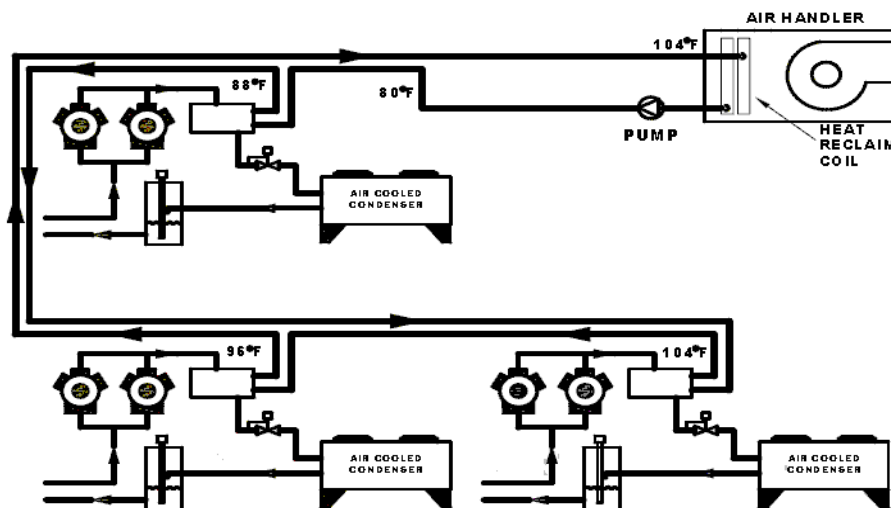 AIR HANDLER
104°F
88°F
80°F
PUMP
HEAT
RECLAIM
COIL
AIR COOLED
CONDENSER
96°F
104°F
AIR COOLED
CONDENSER
AIR COOLED
CONDENSER